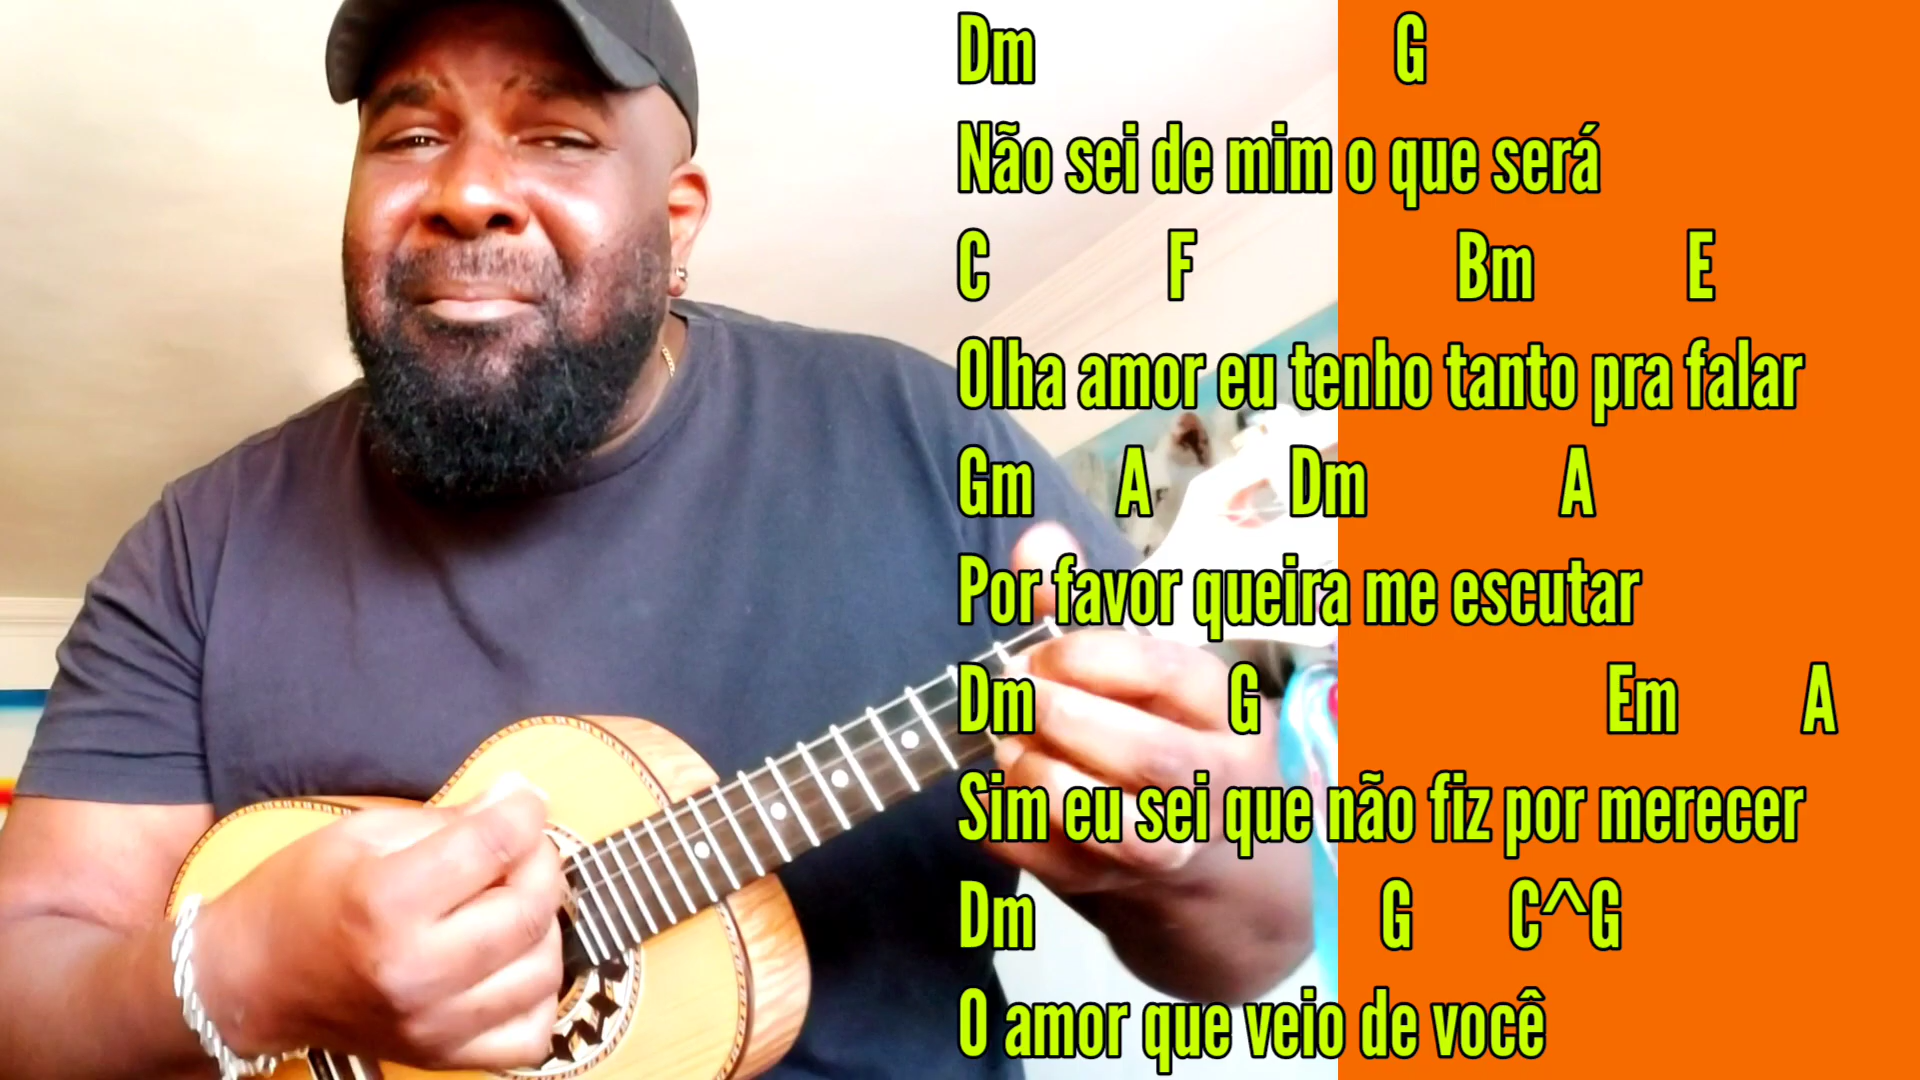 Dm G
Não sei de mim o que será
C F Bm E
Olha amor eu tenho tanto pra falar
Gm A Dm A
Por favor queira me escutar
Dm G Em A
Sim eu sei que não fiz por merecer
Dm G C^G
O amor que veio de você